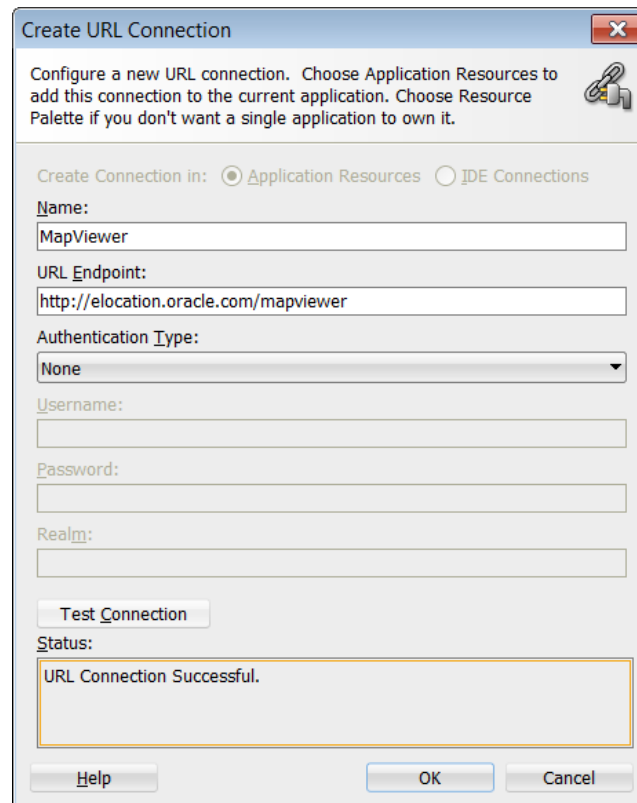 Create URL Connection
Configure a new URL connection. Choose Application Resources to
add this connection to the current application. Choose Resource
Palette if you don't want a single application to own it.
Create Connection in: Application Resources IDE Connections
Name:
MapViewer
URL Endpoint:
http://elocation.oracle.com/mapviewer
Authentication Type:
None
Username:
Password:
Realm:
Test Connection
Status:
URL Connection Successful.
Help OK Cancel